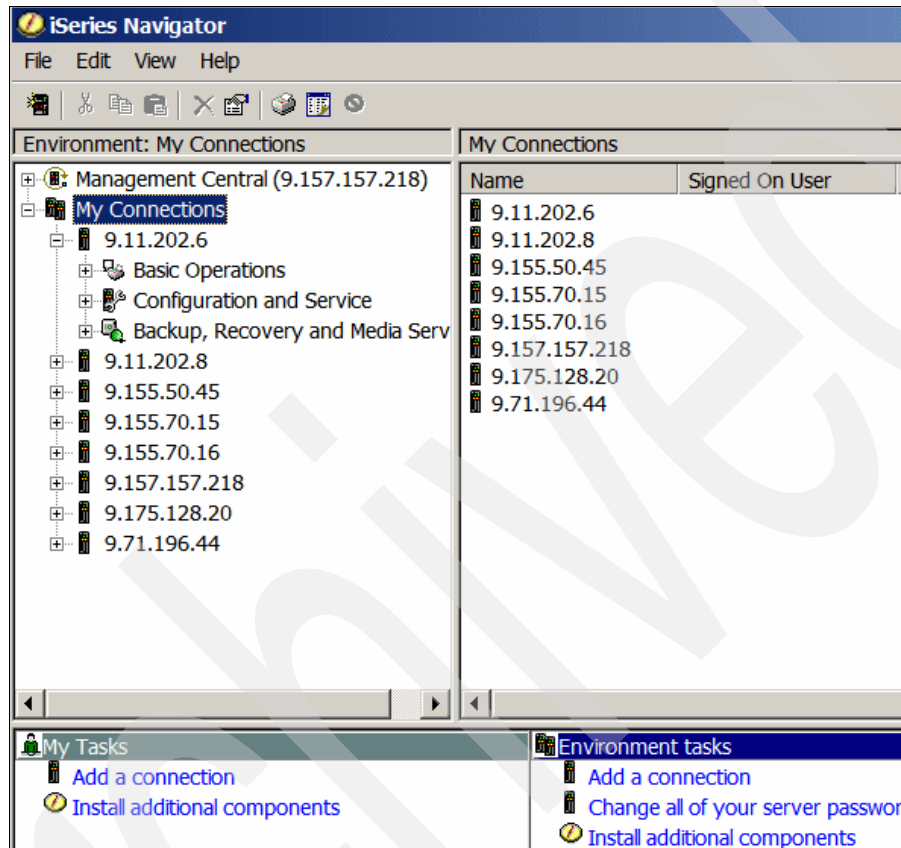 iSeries Navigator
File Edit View Help
Environment: My Connections
My Connections
Management Central (9.157.157.218)
My Connections
9.11.202.6
Basic Operations
Configuration and Service
Backup, Recovery and Media Serv
9.11.202.8
9.155.50.45
9.155.70.15
9.155.70.16
9.157.157.218
9.175.128.20
9.71.196.44
Name Signed On User
9.11.202.6
9.11.202.8
9.155.50.45
9.155.70.15
9.155.70.16
9.157.157.218
9.175.128.20
9.71.196.44
My Tasks
Add a connection
Install additional components
Environment tasks
Add a connection
Change all of your server passwor
Install additional components